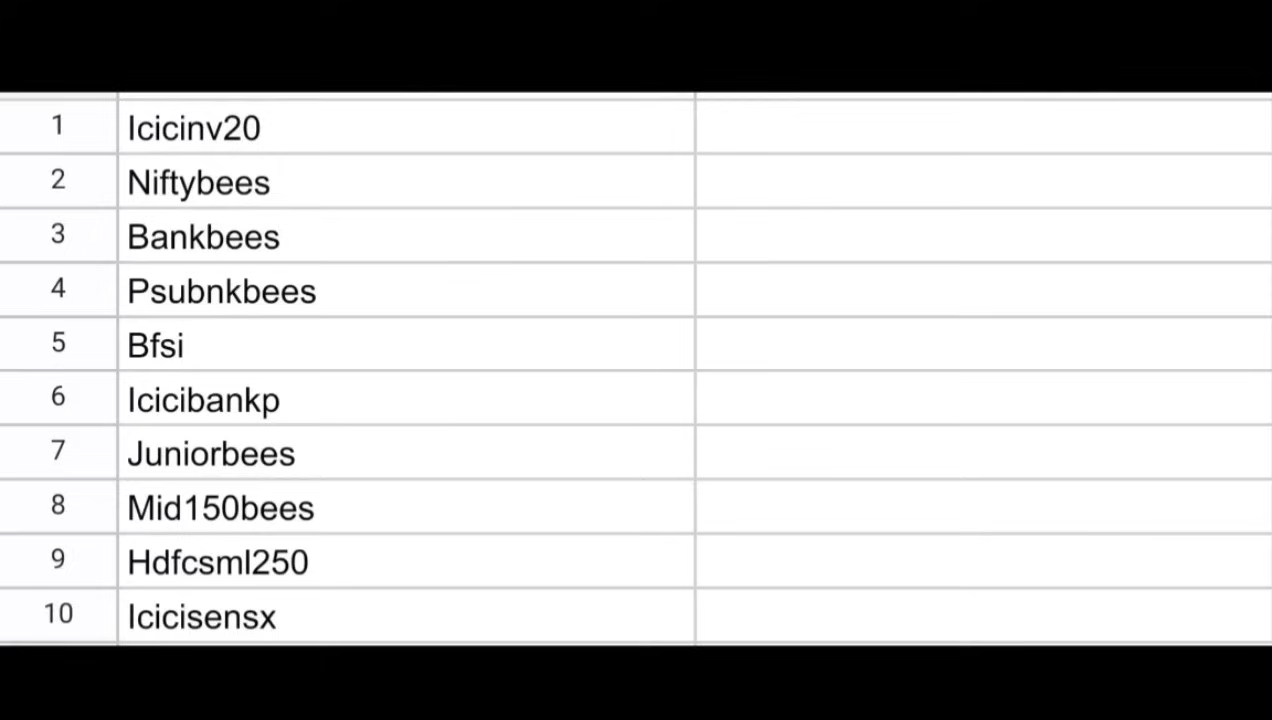 1 Icicinv20
2 Niftybees
3 Bankbees
4 Psubnkbees
5 Bfsi
6 Icicibankp
7 Juniorbees
8 Mid150bees
9 Hdfcsml250
10 Icicisensx